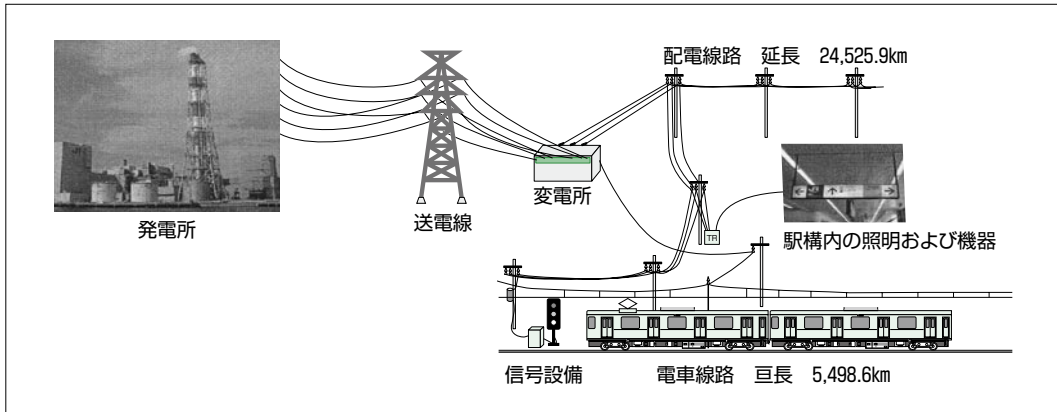 配電線路 延長 24,525.9km
発電所
送電線
変電所
TR
駅構内の照明および機器
信号設備
電車線路 亘長 5,498.6km